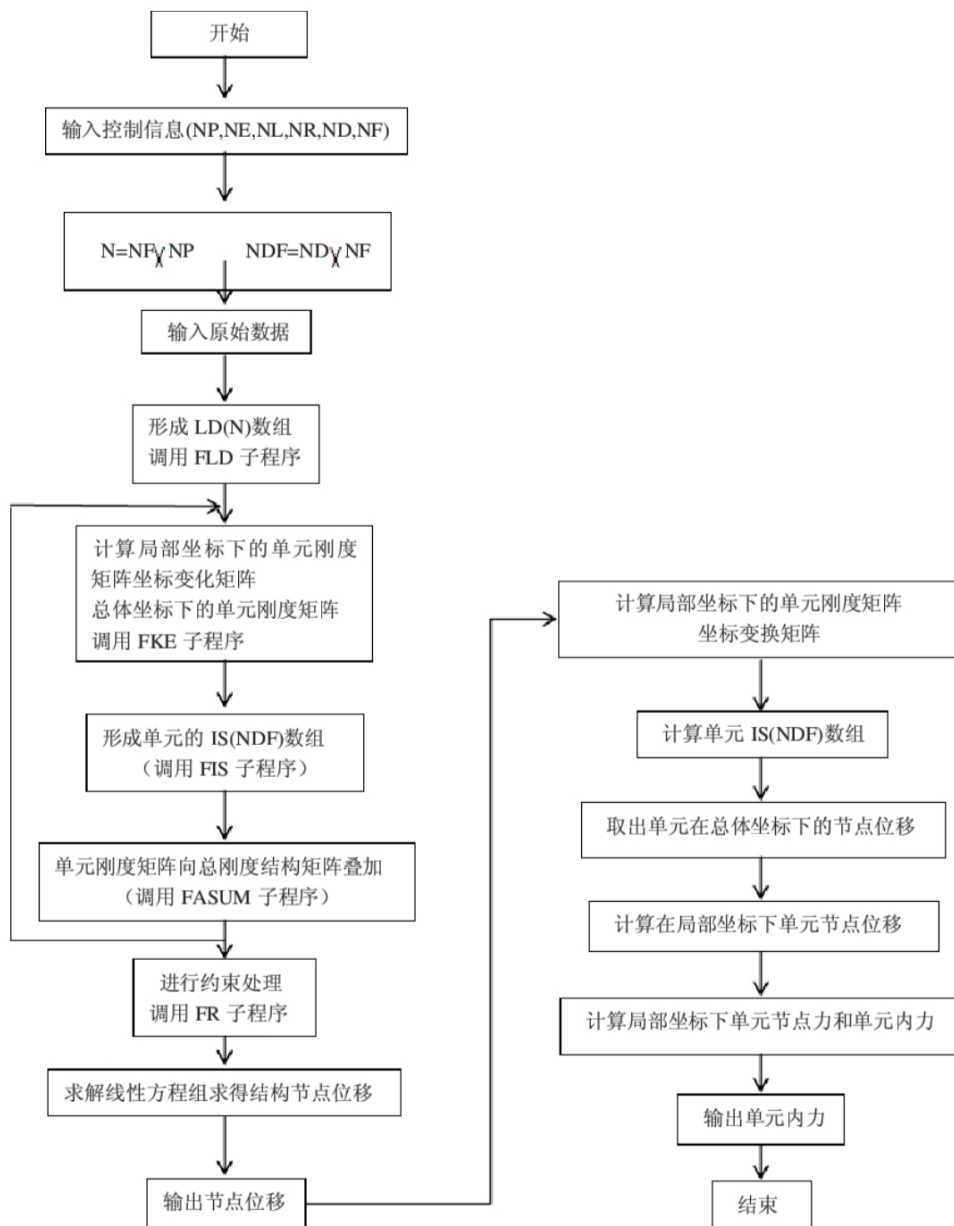 开始
输入控制信息(NP,NE,NL,NR,ND,NF)
N=NF╳NP NDF=ND╳NF
输入原始数据
形成 LD(N)数组
调用 FLD 子程序
计算局部坐标下的单元刚度
矩阵坐标变化矩阵
总体坐标下的单元刚度矩阵
调用 FKE 子程序
形成单元的 IS(NDF)数组
（调用 FIS 子程序）
单元刚度矩阵向总刚度结构矩阵叠加
（调用 FASUM 子程序）
进行约束处理
调用 FR 子程序
求解线性方程组求得结构节点位移
输出节点位移
计算局部坐标下的单元刚度矩阵
坐标变换矩阵
计算单元 IS(NDF)数组
取出单元在总体坐标下的节点位移
计算在局部坐标下单元节点位移
计算局部坐标下单元节点力和单元内力
输出单元内力
结束